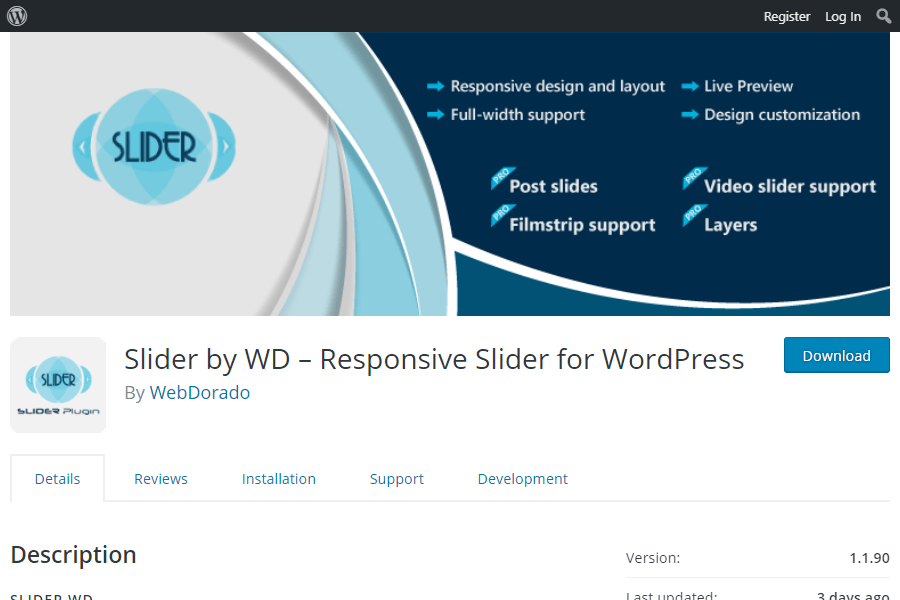 Register Log In
SLIDER
Responsive design and layout
Live Preview
Full-width support
Design customization
PRO Post slides
PRO Video slider support
PRO Filmstrip support
PRO Layers
SLIDER
SLIDER Plugin
Slider by WD – Responsive Slider for WordPress
By WebDorado
Download
Details Reviews Installation Support Development
Description
Version: 1.1.90
SLIDER WD
Last updated: 3 days ago